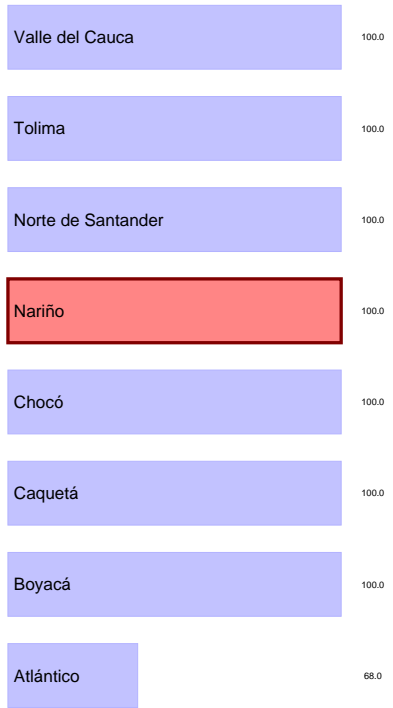 Valle del Cauca 100.0
Tolima 100.0
Norte de Santander 100.0
Nariño 100.0
Chocó 100.0
Caquetá 100.0
Boyacá 100.0
Atlántico 68.0